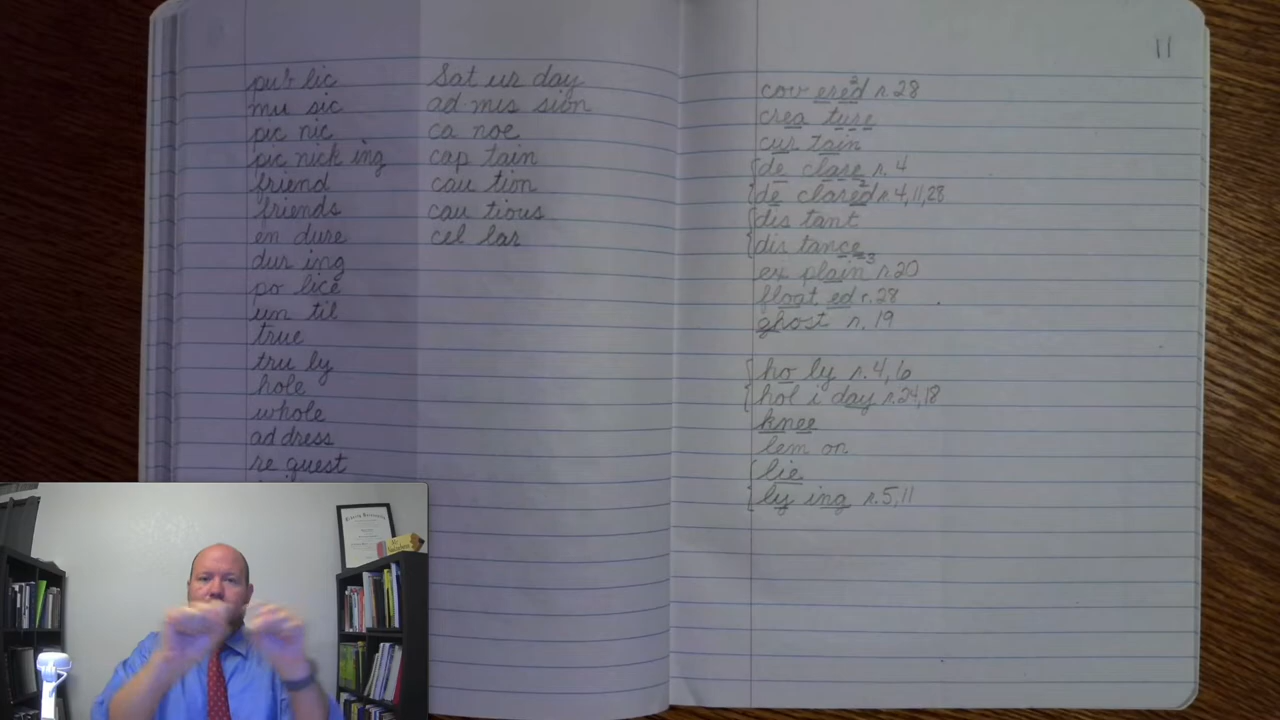 pub lic
mu sic
pic nic
pic nick ing
friend
friends
en dure
dur ing
po lice
un til
true
tru ly
hole
whole
ad dress
re quest
Sat ur day
ad mis sion
ca noe
cap tain
cau tion
cau tious
cel lar
11
cov ered² r.28
crea ture
cur tain
de clare r.4
de clared² r.4,11,28
dis tant
dis tance 3
ex plain r.20
float ed r.28
ghost r.19
ho ly r.4,6
hol i day r.24,18
knee
lem on
lie
ly ing r.5,11